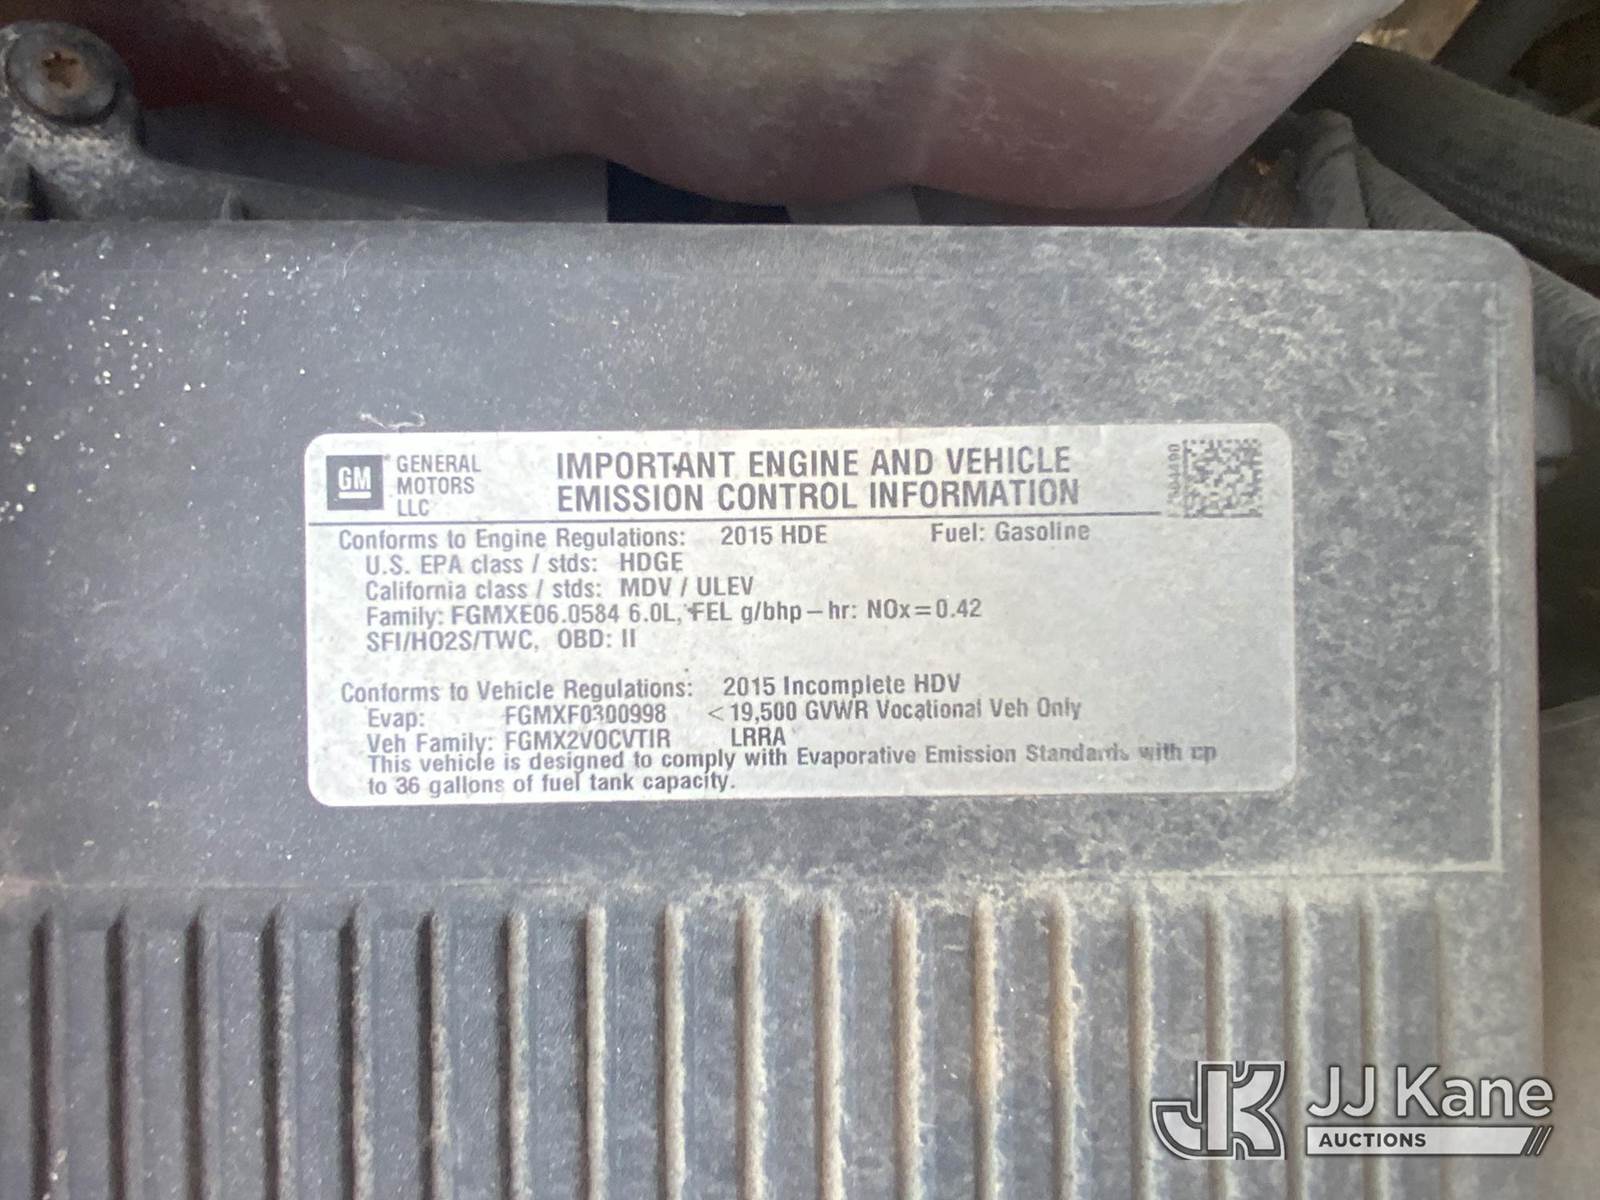 GM
GENERAL
MOTORS
LLC
IMPORTANT ENGINE AND VEHICLE
EMISSION CONTROL INFORMATION
Conforms to Engine Regulations: 2015 HDE Fuel: Gasoline
U.S. EPA class / stds: HDGE
California class / stds: MDV / ULEV
Family: FGMXE06.0584 6.0L, FEL g/bhp – hr: NOx = 0.42
SFI/HO2S/TWC, OBD: II
Conforms to Vehicle Regulations: 2015 Incomplete HDV
Evap: FGMXF0300998 < 19,500 GVWR Vocational Veh Only
Veh Family: FGMX2VOCVTIR LRRA
This vehicle is designed to comply with Evaporative Emission Standards with up
to 36 gallons of fuel tank capacity.
JK JJ Kane
AUCTIONS